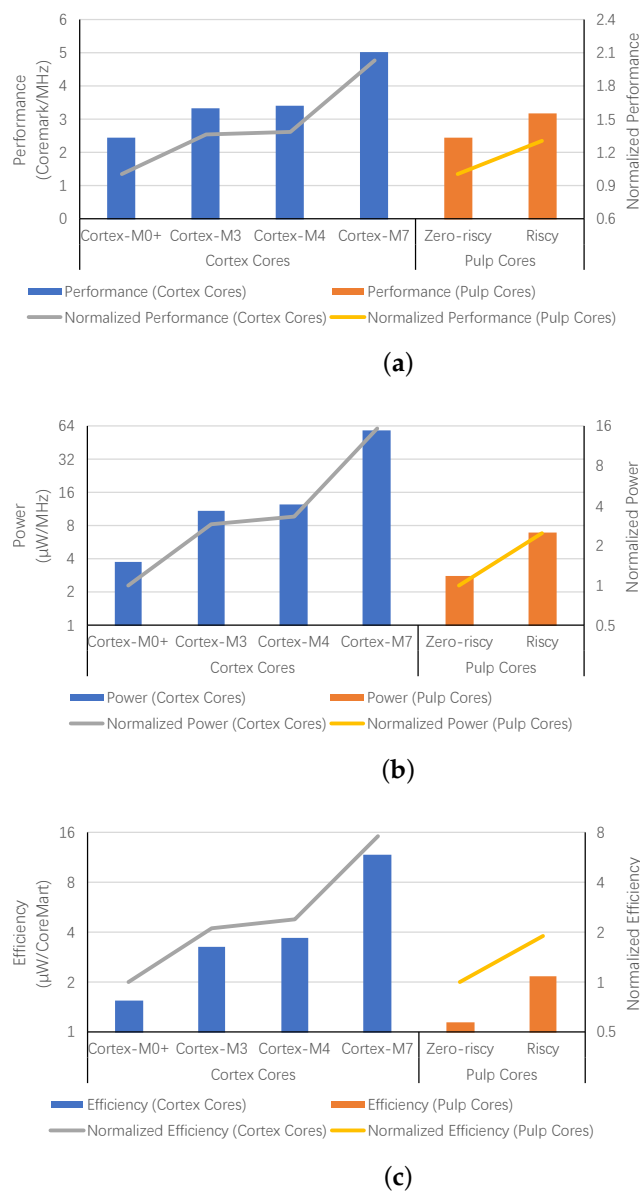 Performance
(Coremark/MHz)
6
5
4
3
2
1
0
2.4
2.1
1.8
1.5
1.2
0.9
0.6
Normalized Performance
Cortex-M0+ Cortex-M3 Cortex-M4 Cortex-M7 Zero-riscy Riscy
Cortex Cores Pulp Cores
Performance (Cortex Cores) Performance (Pulp Cores)
Normalized Performance (Cortex Cores) Normalized Performance (Pulp Cores)
(a)
Power
(μW/MHz)
64
32
16
8
4
2
1
16
8
4
2
1
0.5
Normalized Power
Cortex-M0+ Cortex-M3 Cortex-M4 Cortex-M7 Zero-riscy Riscy
Cortex Cores Pulp Cores
Power (Cortex Cores) Power (Pulp Cores)
Normalized Power (Cortex Cores) Normalized Power (Pulp Cores)
(b)
Efficiency
(μW/CoreMart)
16
8
4
2
1
8
4
2
1
0.5
Normalized Efficiency
Cortex-M0+ Cortex-M3 Cortex-M4 Cortex-M7 Zero-riscy Riscy
Cortex Cores Pulp Cores
Efficiency (Cortex Cores) Efficiency (Pulp Cores)
Normalized Efficiency (Cortex Cores) Normalized Efficiency (Pulp Cores)
(c)